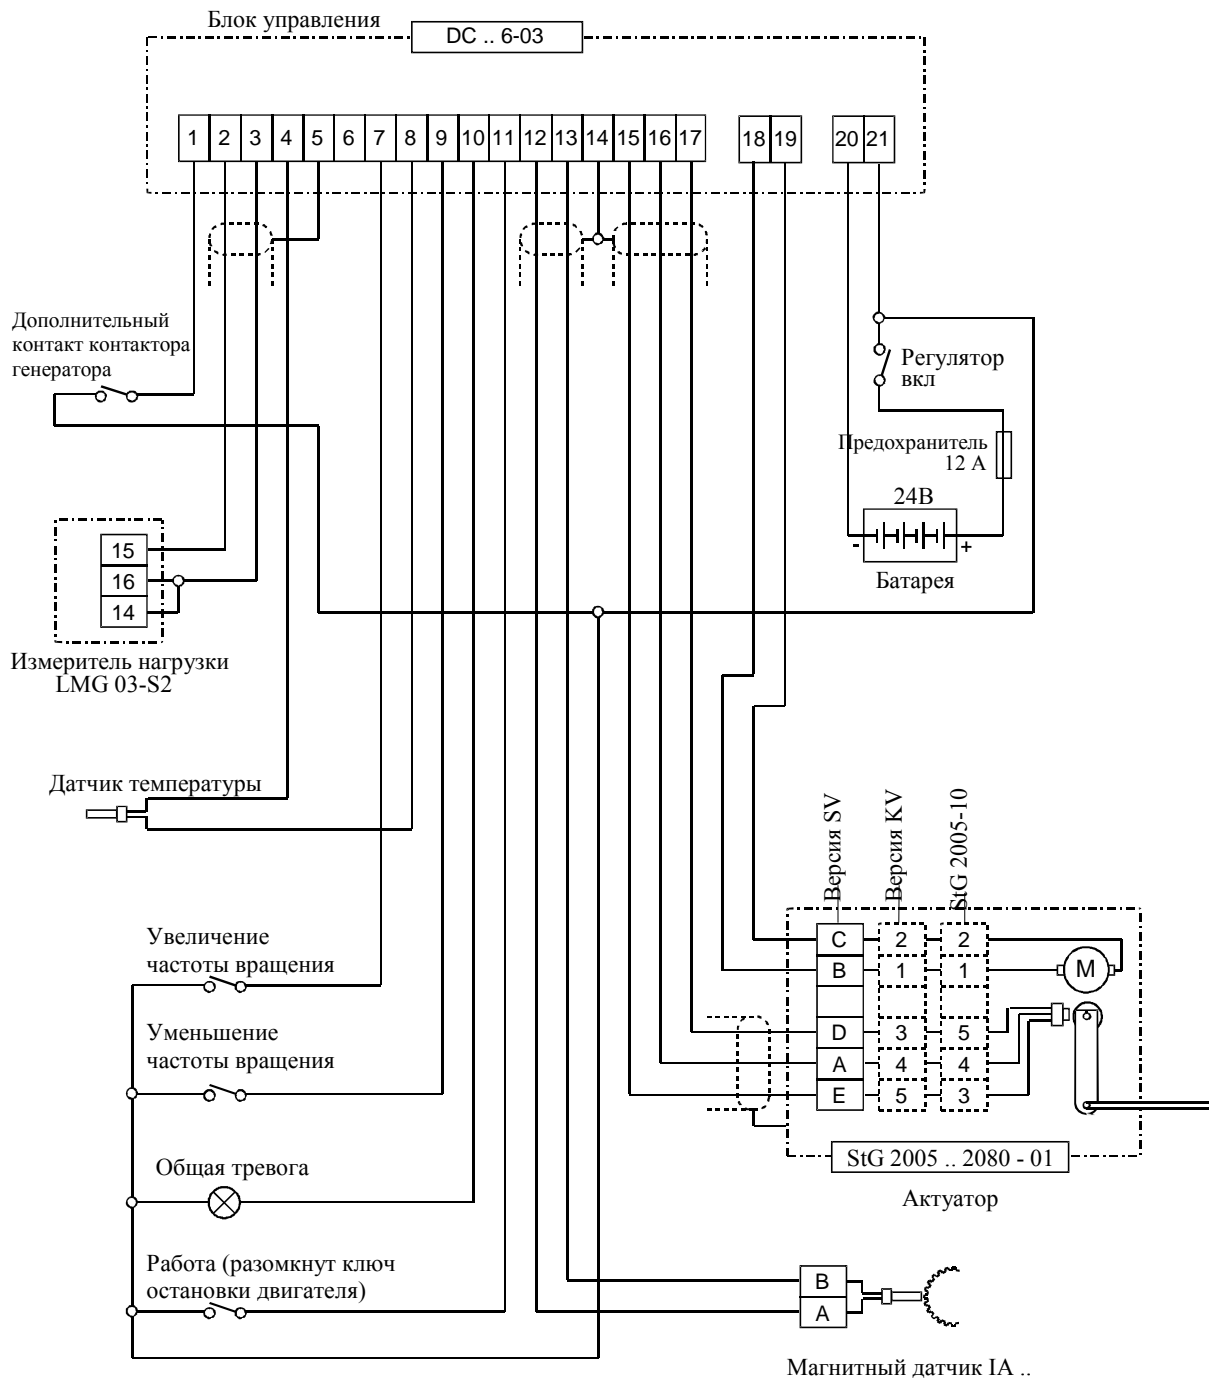 Блок управления
DC .. 6-03
1 2 3 4 5 6 7 8 9 10 11 12 13 14 15 16 17 18 19 20 21
Дополнительный
контакт контактора
генератора
Регулятор
вкл
Предохранитель
12 А
24В
- +
Батарея
15
16
14
Измеритель нагрузки
LMG 03-S2
Датчик температуры
Версия SV
Версия KV
StG 2005-10
C 2 2
B 1 1
M
D 3 5
A 4 4
E 5 3
StG 2005 .. 2080 - 01
Актуатор
Увеличение
частоты вращения
Уменьшение
частоты вращения
Общая тревога
Работа (разомкнут ключ
остановки двигателя)
B
A
Магнитный датчик IA ..